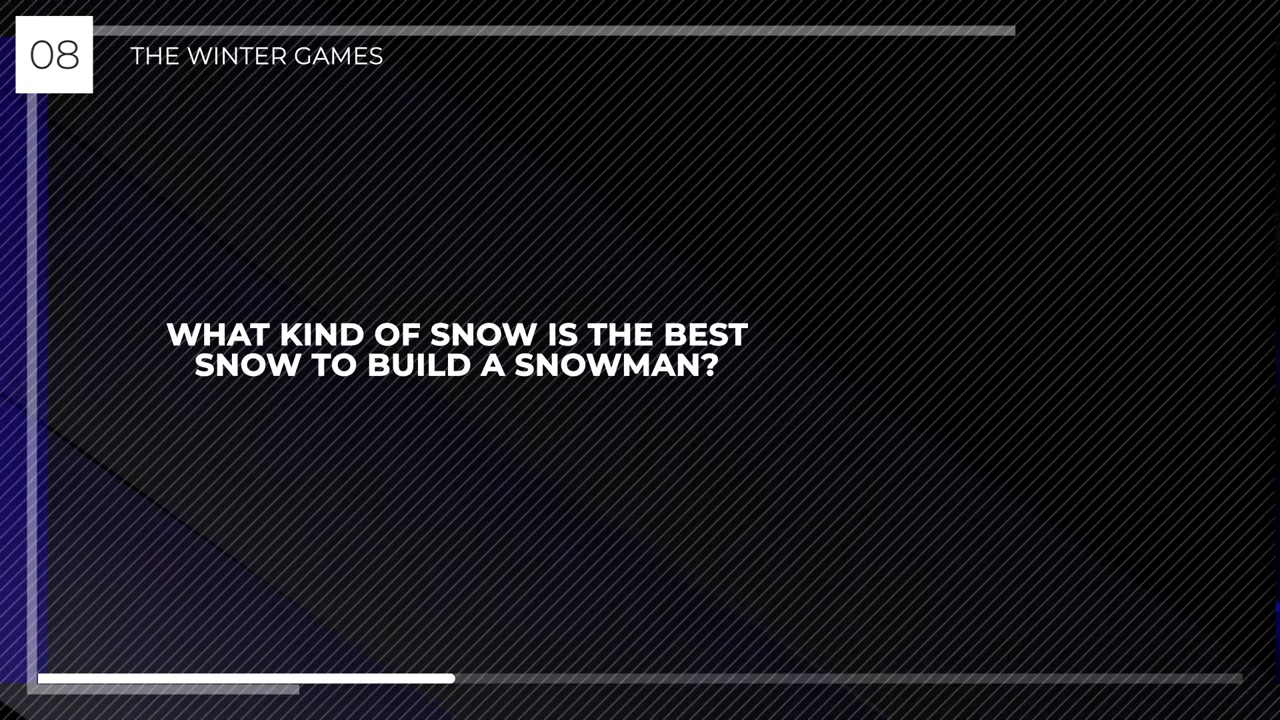 08
THE WINTER GAMES
WHAT KIND OF SNOW IS THE BEST
SNOW TO BUILD A SNOWMAN?